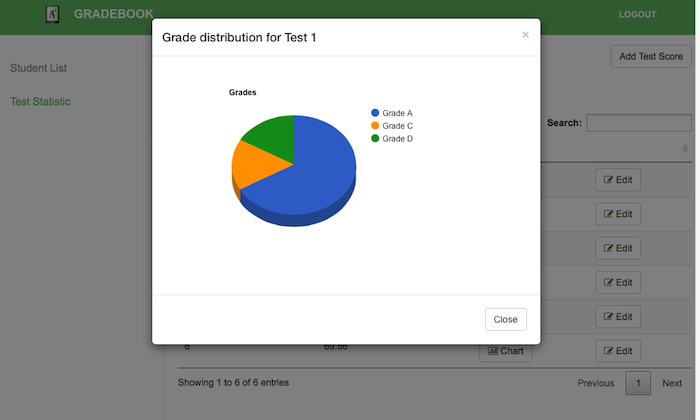 GRADEBOOK
LOGOUT
Grade distribution for Test 1
×
Add Test Score
Student List
Test Statistic
Grades
Grade A
Grade C
Grade D
Search:
Edit
Edit
Edit
Edit
Edit
Close
6 69.86 Chart Edit
Showing 1 to 6 of 6 entries
Previous 1 Next